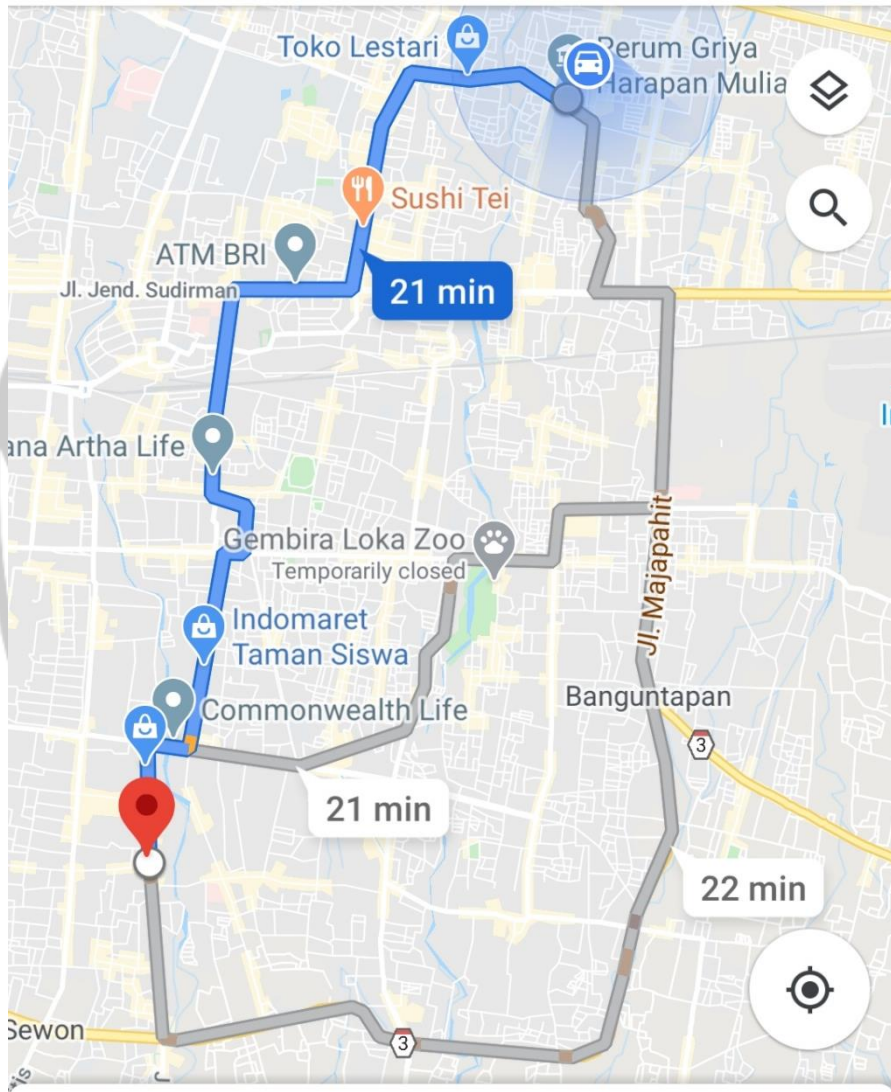 Toko Lestari
Perum Griya
Harapan Mulia
Sushi Tei
ATM BRI
Jl. Jend. Sudirman
21 min
ana Artha Life
Gembira Loka Zoo
Temporarily closed
Jl. Majapahit
Indomaret
Taman Siswa
Banguntapan
Commonwealth Life
3
21 min
22 min
Sewon
3